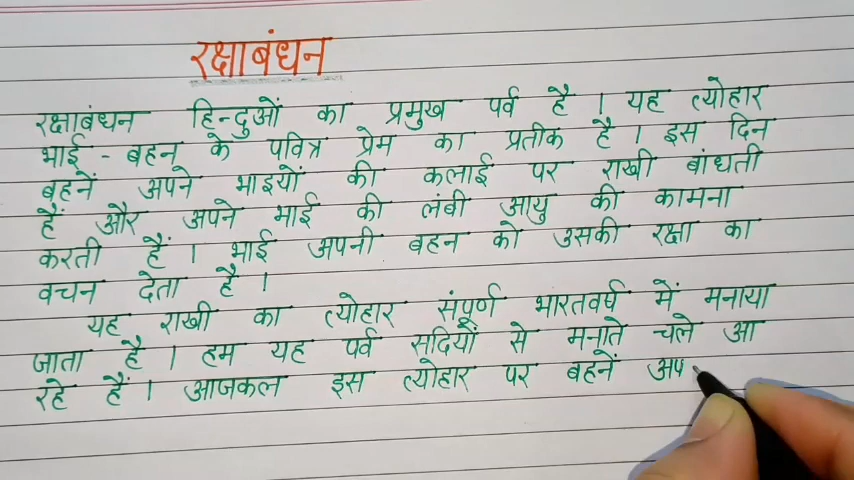 रक्षाबंधन
रक्षाबंधन हिन्दुओं का प्रमुख पर्व है । यह त्योहार
भाई - बहन के पवित्र प्रेम का प्रतीक है । इस दिन
बहनें अपने भाइयों की कलाई पर राखी बांधती
हैं और अपने भाई की लंबी आयु की कामना
करती हैं । भाई अपनी बहन को उसकी रक्षा का
वचन देता है ।
यह राखी का त्योहार संपूर्ण भारतवर्ष में मनाया
जाता है । हम यह पर्व सदियों से मनाते चले आ
रहे हैं । आजकल इस त्योहार पर बहनें अप